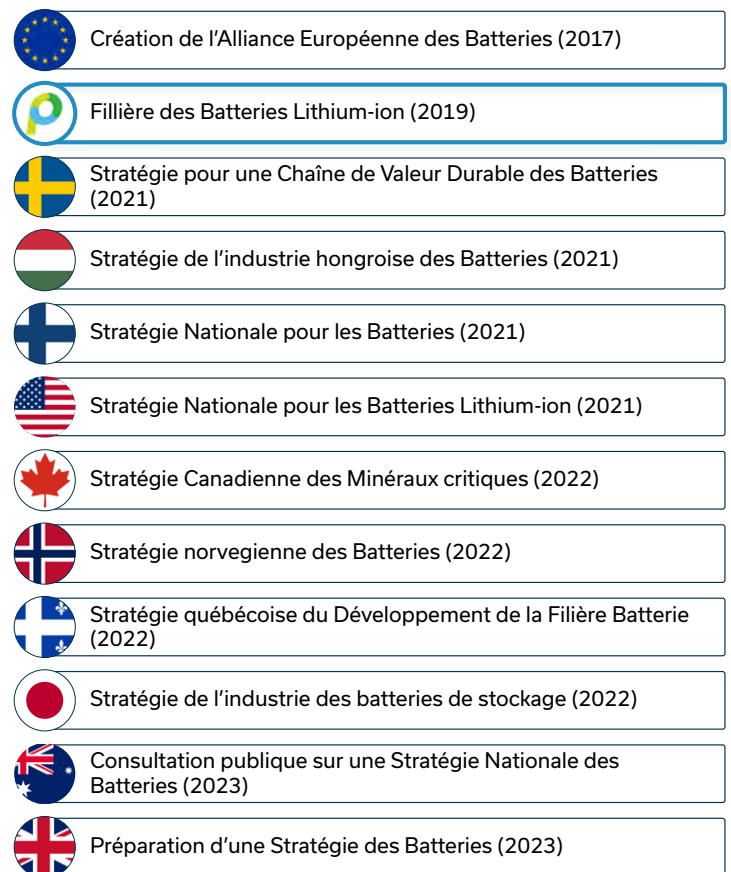 Création de l’Alliance Européenne des Batteries (2017)
Fillière des Batteries Lithium-ion (2019)
Stratégie pour une Chaîne de Valeur Durable des Batteries
(2021)
Stratégie de l’industrie hongroise des Batteries (2021)
Stratégie Nationale pour les Batteries (2021)
Stratégie Nationale pour les Batteries Lithium-ion (2021)
Stratégie Canadienne des Minéraux critiques (2022)
Stratégie norvegienne des Batteries (2022)
Stratégie québécoise du Développement de la Filière Batterie
(2022)
Stratégie de l’industrie des batteries de stockage (2022)
Consultation publique sur une Stratégie Nationale des
Batteries (2023)
Préparation d’une Stratégie des Batteries (2023)